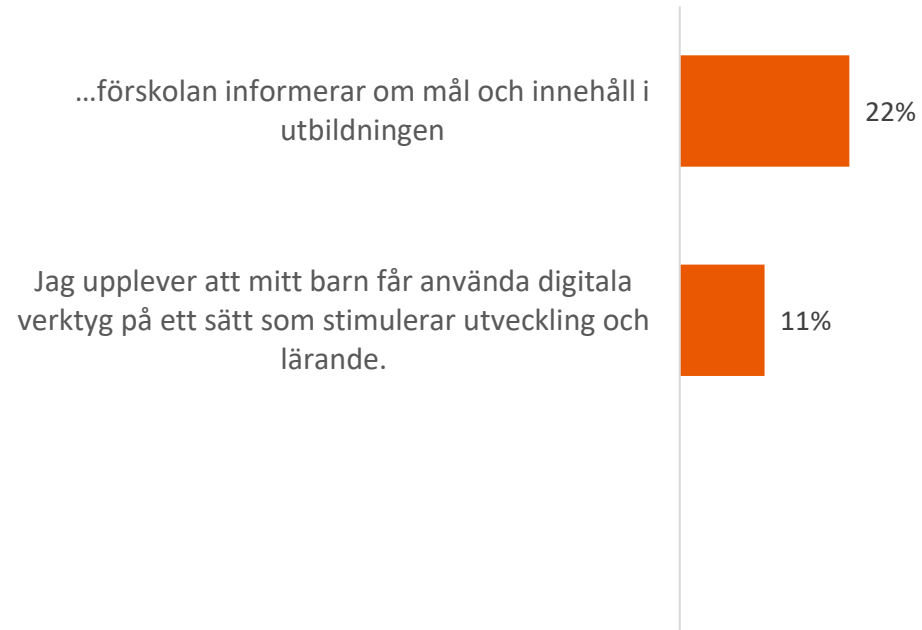 ...förskolan informerar om mål och innehåll i
utbildningen
22%
Jag upplever att mitt barn får använda digitala
verktyg på ett sätt som stimulerar utveckling och
lärande.
11%